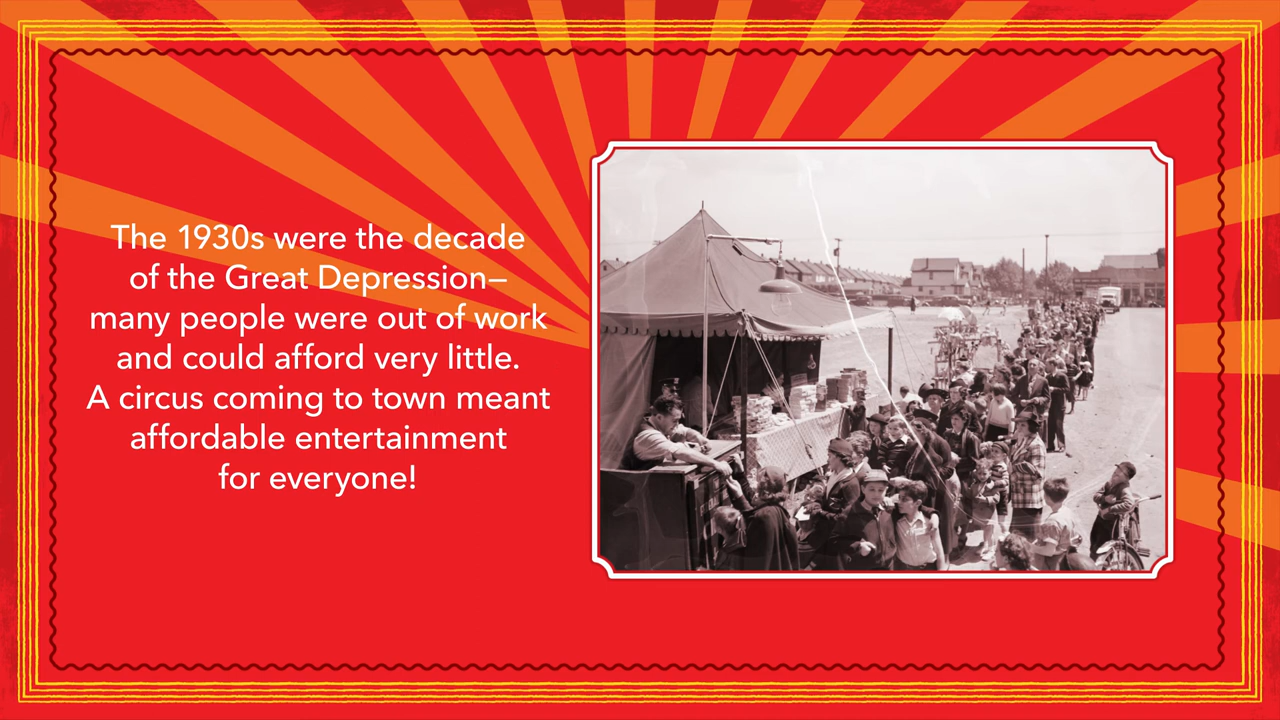 The 1930s were the decade
of the Great Depression—
many people were out of work
and could afford very little.
A circus coming to town meant
affordable entertainment
for everyone!